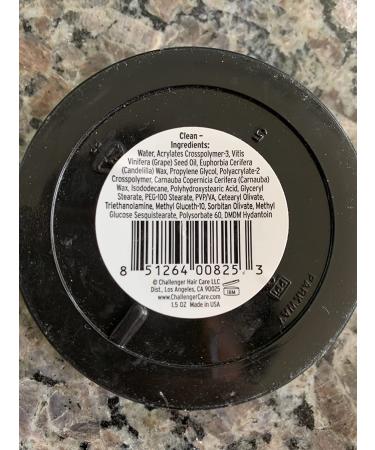 Clean –
Ingredients:
Water, Acrylates Crosspolymer-3, Vitis
Vinifera (Grape) Seed Oil, Euphorbia Cerifera
(Candelilla) Wax, Propylene Glycol, Polyacrylate-2
Crosspolymer, Carnauba Copernicia Cerifera (Carnauba)
Wax, Isododecane, Polyhydroxystearic Acid, Glyceryl
Stearate, PEG-100 Stearate, PVP/VA, Cetearyl Olivate,
Triethanolamine, Methyl Gluceth-10, Sorbitan Olivate, Methyl
Glucose Sesquistearate, Polysorbate 60, DMDM Hydantoin
8 51264 00825 3
© Challenger Hair Care LLC
Dist., Los Angeles, CA 90025
www.ChallengerCare.com
1.5 OZ Made in USA
18M
PARKWAY